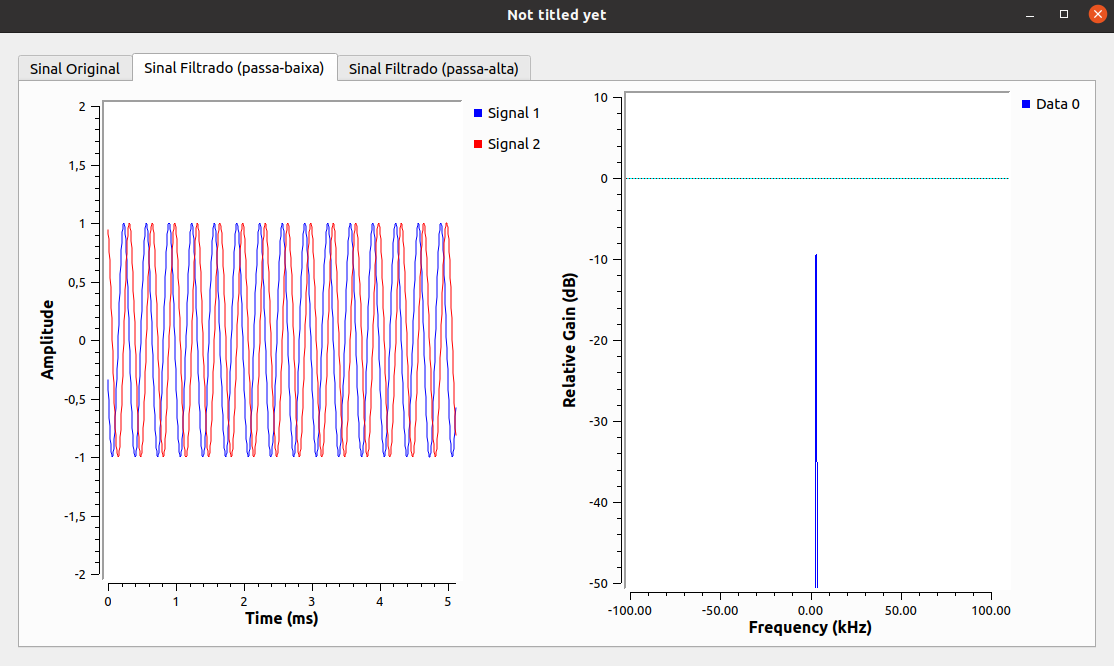 Not titled yet
Sinal Original
Sinal Filtrado (passa-baixa)
Sinal Filtrado (passa-alta)
2
1,5
1
0,5
0
-0,5
-1
-1,5
-2
Amplitude
0
1
2
3
4
5
Time (ms)
Signal 1
Signal 2
10
0
-10
-20
-30
-40
-50
Relative Gain (dB)
-100.00
-50.00
0.00
50.00
100.00
Frequency (kHz)
Data 0